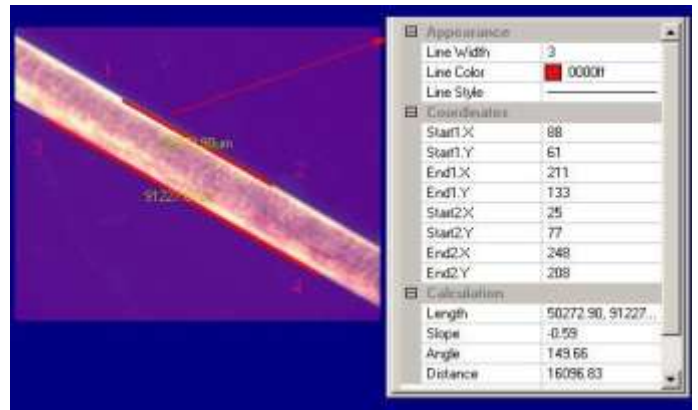 1
2
3
4
Appearance
Line Width 3
Line Color 0000ff
Line Style
Coordinates
Start1.X 88
Start1.Y 61
End1.X 211
End1.Y 133
Start2.X 25
Start2.Y 77
End2.X 248
End2.Y 208
Calculation
Length 50272.90, 91227...
Slope -0.59
Angle 149.66
Distance 16096.83